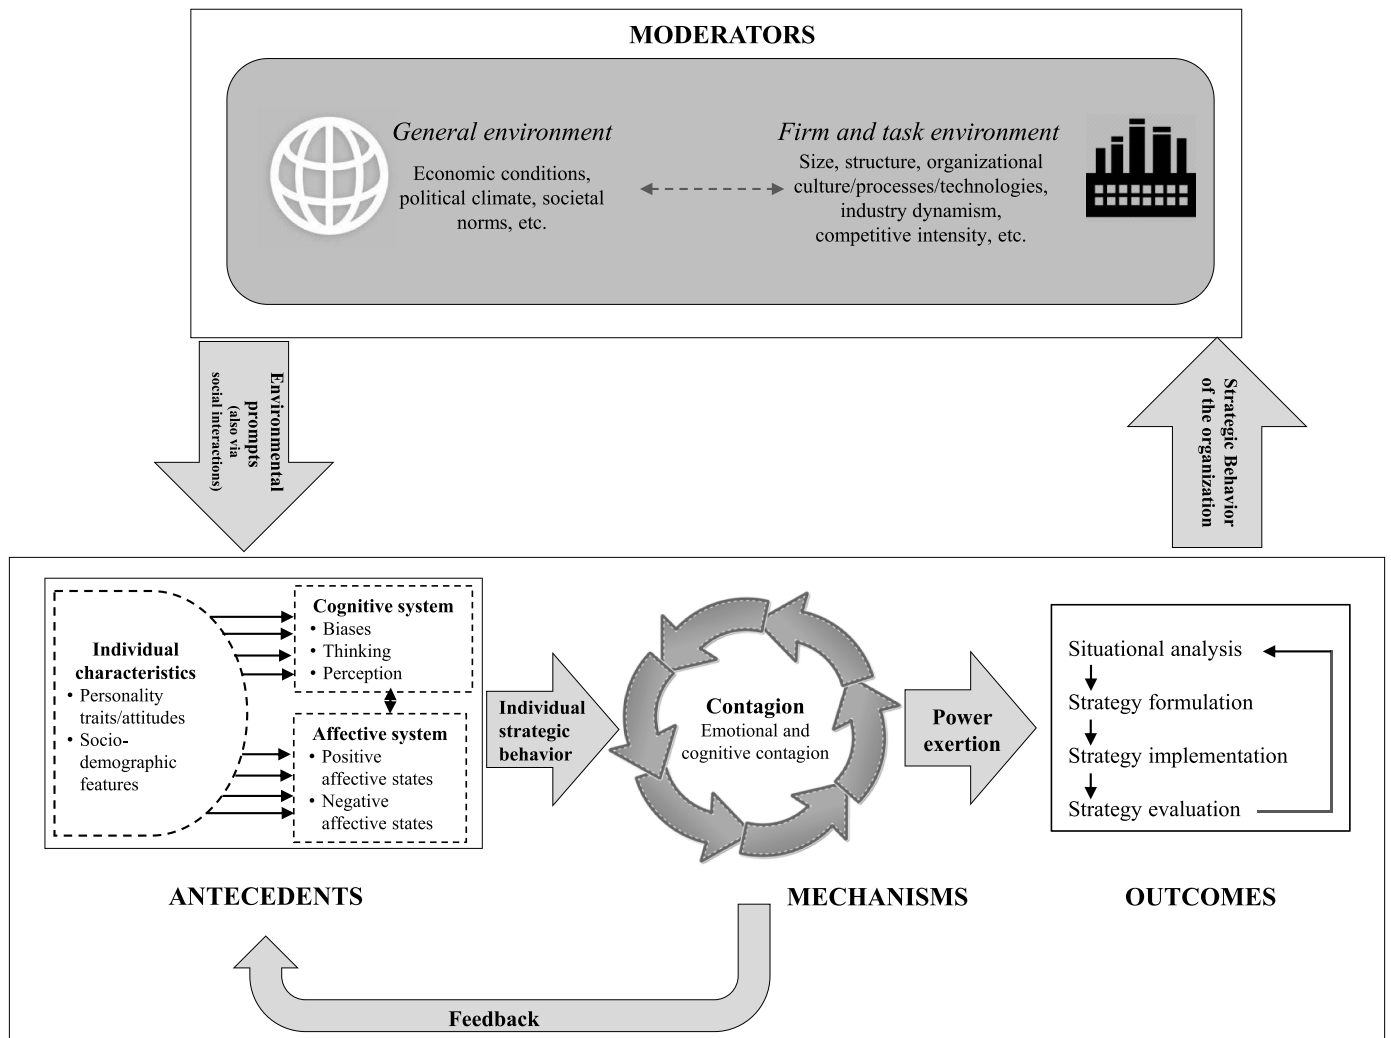 MODERATORS
General environment
Economic conditions,
political climate, societal
norms, etc.
Firm and task environment
Size, structure, organizational
culture/processes/technologies,
industry dynamism,
competitive intensity, etc.
Environmental
prompts
(also via
social interactions)
Strategic Behavior
of the organization
Individual
characteristics
• Personality
traits/attitudes
• Socio-
demographic
features
Cognitive system
• Biases
• Thinking
• Perception
Affective system
• Positive
affective states
• Negative
affective states
Individual
strategic
behavior
Contagion
Emotional and
cognitive contagion
Power
exertion
Situational analysis
Strategy formulation
Strategy implementation
Strategy evaluation
ANTECEDENTS
MECHANISMS
OUTCOMES
Feedback